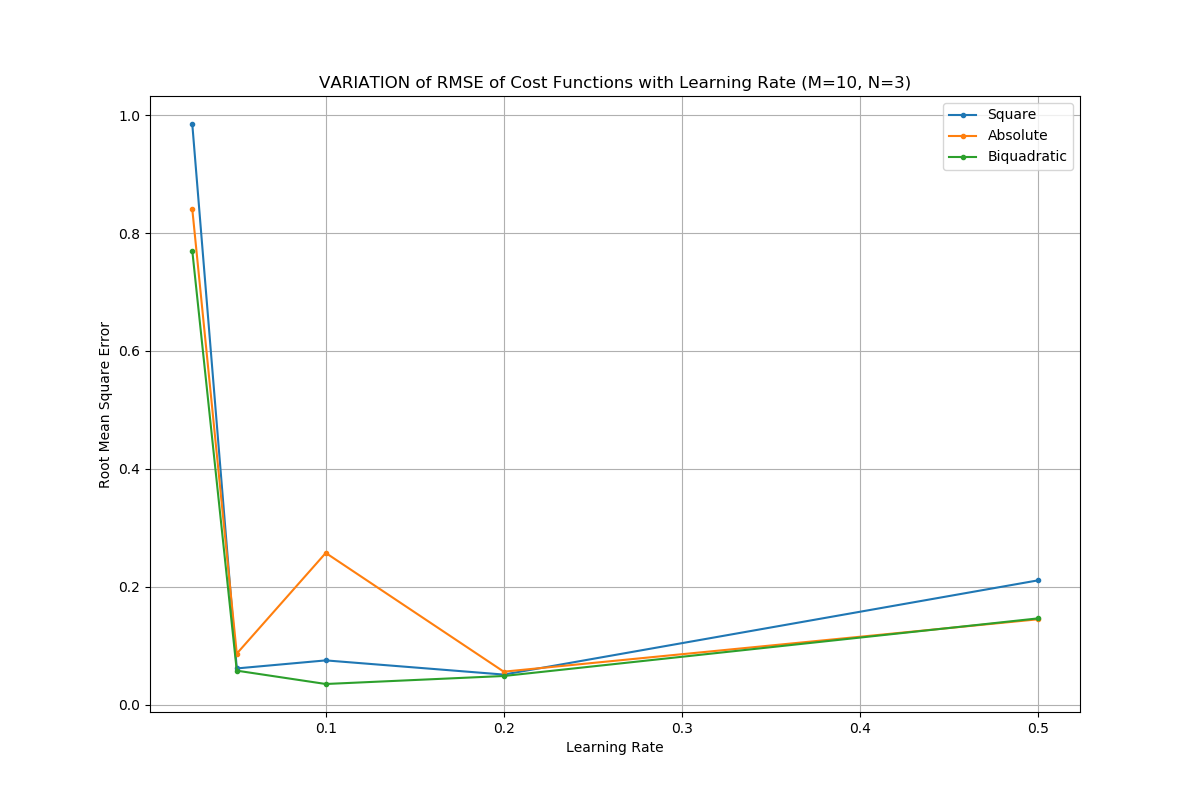 VARIATION of RMSE of Cost Functions with Learning Rate (M=10, N=3)
Square
Absolute
Biquadratic
1.0
0.8
0.6
0.4
0.2
0.0
Root Mean Square Error
0.1 0.2 0.3 0.4 0.5
Learning Rate